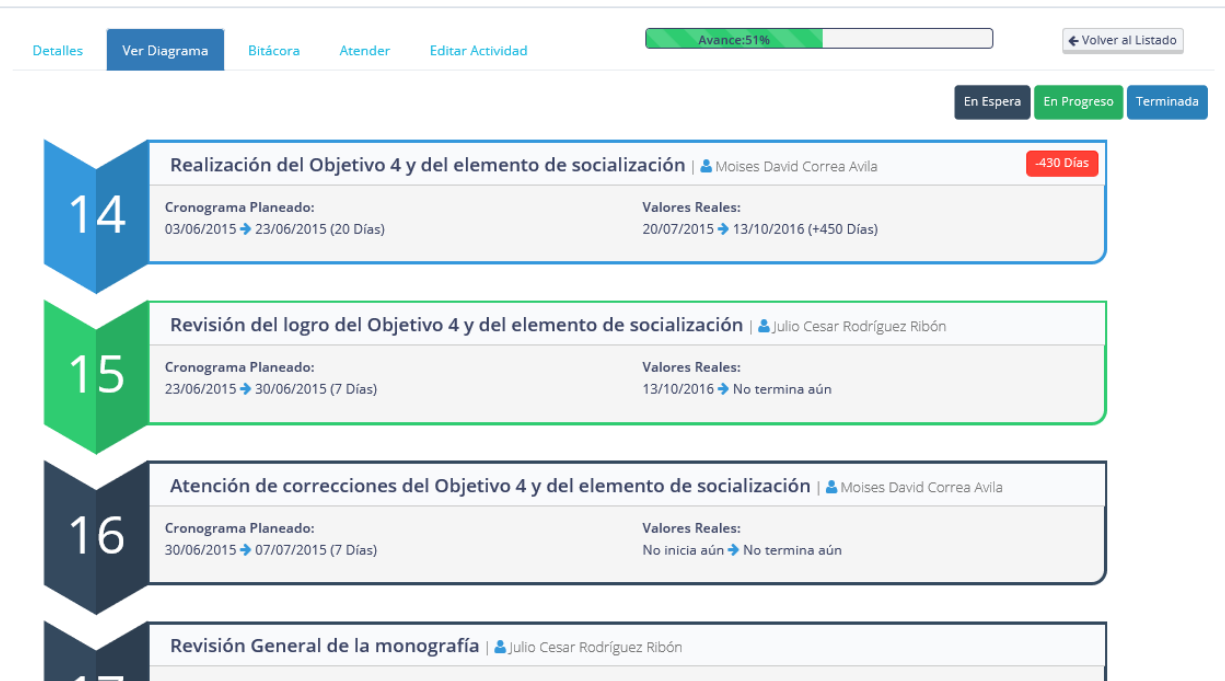 Detalles Ver Diagrama Bitácora Atender Editar Actividad Avance:51% Volver al Listado
En Espera En Progreso Terminada
14 Realización del Objetivo 4 y del elemento de socialización | Moises David Correa Avila -430 Días
Cronograma Planeado: Valores Reales:
03/06/2015 → 23/06/2015 (20 Días) 20/07/2015 → 13/10/2016 (+450 Días)
15 Revisión del logro del Objetivo 4 y del elemento de socialización | Julio Cesar Rodríguez Ribón
Cronograma Planeado: Valores Reales:
23/06/2015 → 30/06/2015 (7 Días) 13/10/2016 → No termina aún
16 Atención de correcciones del Objetivo 4 y del elemento de socialización | Moises David Correa Avila
Cronograma Planeado: Valores Reales:
30/06/2015 → 07/07/2015 (7 Días) No inicia aún → No termina aún
Revisión General de la monografía | Julio Cesar Rodríguez Ribón